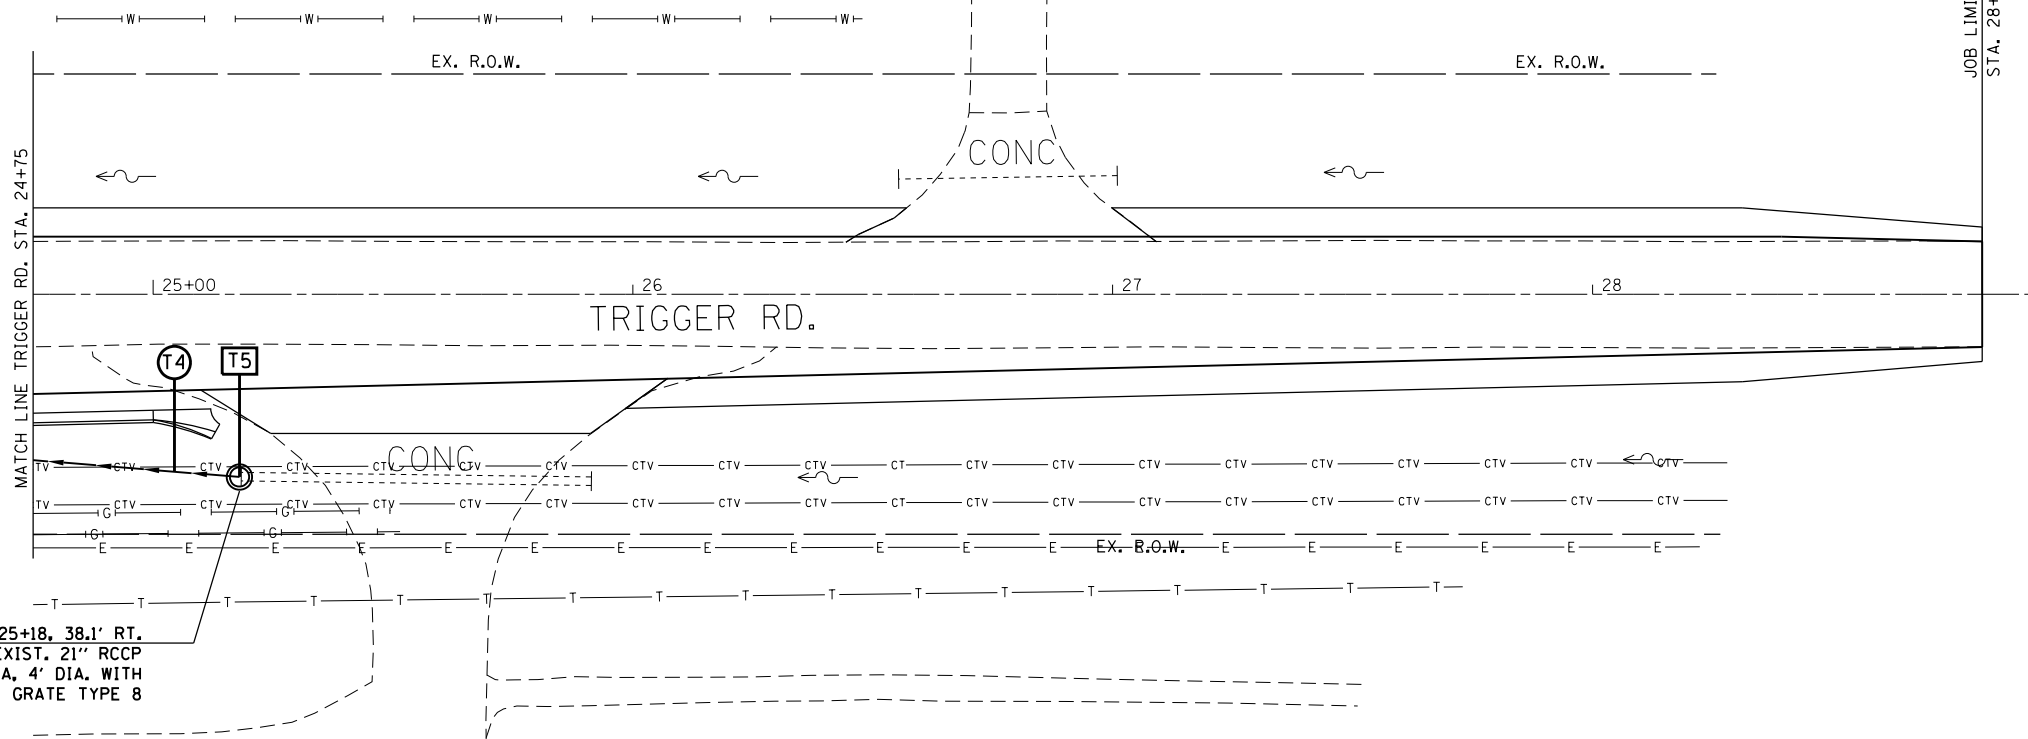 W W W W W
EX. R.O.W.
EX. R.O.W.
JOB LIMI
STA. 28+
CONC
MATCH LINE TRIGGER RD. STA. 24+75
25+00
26
27
28
TRIGGER RD.
T4
T5
CONC
TV CTV CTV CTV CTV CTV CTV CTV CTV CTV CT CTV CTV CTV CTV CTV CTV CTV CTV CTV
TV CTV CTV CTV CTV CTV CTV CTV CTV CTV CT CTV CTV CTV CTV CTV CTV CTV CTV CTV
G G
G G
E E E E E E E E E E E E E E E E E E E
EX. R.O.W.
T T T T T T T T T T T T T T T T T
25+18, 38.1' RT.
EXIST. 21" RCCP
A, 4' DIA. WITH
GRATE TYPE 8